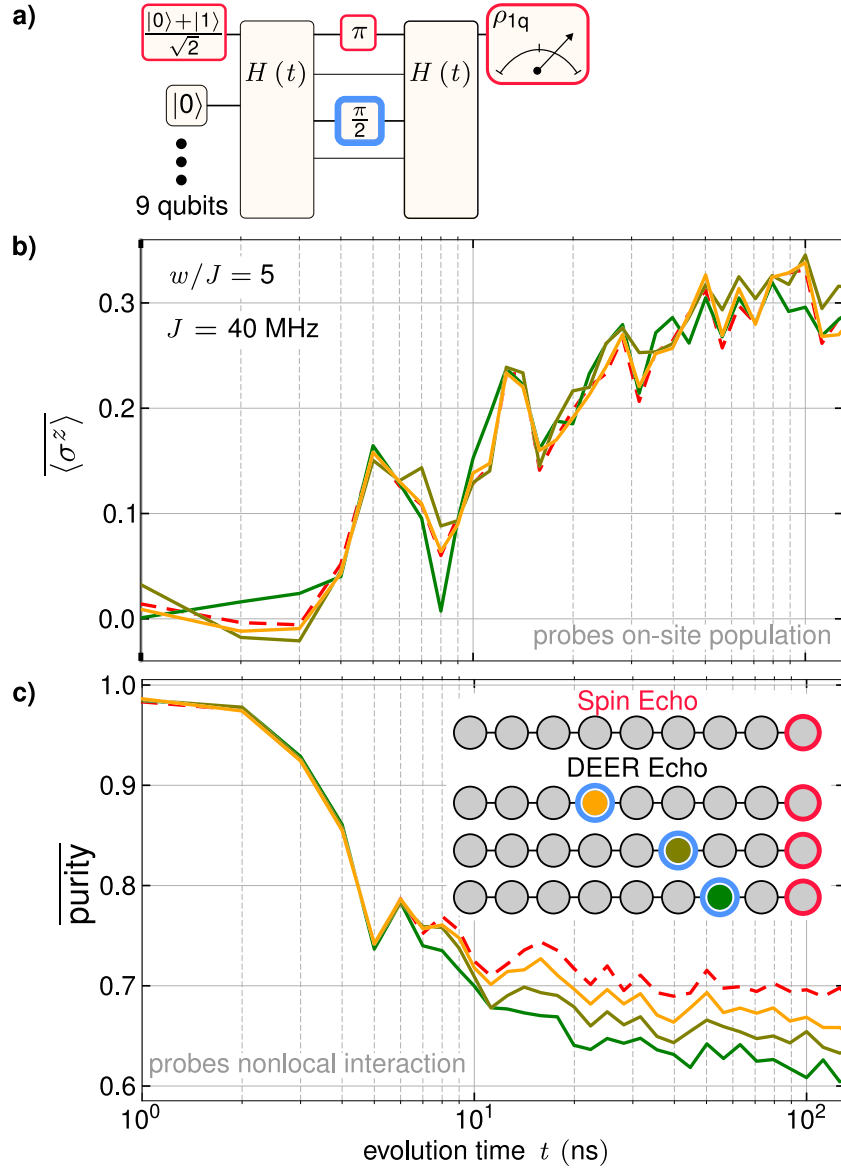 a)
|0⟩+|1⟩
√2
π
ρ1q
H (t)
H (t)
|0⟩
π
2
9 qubits
b)
w/J = 5
J = 40 MHz
0.3
0.2
0.1
0.0
⟨σ^z⟩
probes on-site population
c)
1.0
0.9
0.8
0.7
0.6
purity
Spin Echo
DEER Echo
probes nonlocal interaction
10^0
10^1
10^2
evolution time t (ns)